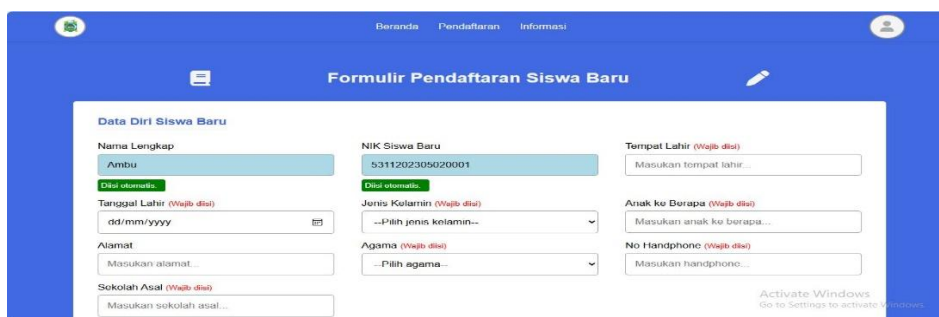 Beranda Pendaftaran Informasi
Formulir Pendaftaran Siswa Baru
Data Diri Siswa Baru
Nama Lengkap NIK Siswa Baru Tempat Lahir (Wajib diisi)
Ambu 5311202305020001 Masukan tempat lahir...
Diisi otomatis. Diisi otomatis.
Tanggal Lahir (Wajib diisi) Jenis Kelamin (Wajib diisi) Anak ke Berapa (Wajib diisi)
dd/mm/yyyy --Pilih jenis kelamin-- Masukan anak ke berapa...
Alamat Agama (Wajib diisi) No Handphone (Wajib diisi)
Masukan alamat... --Pilih agama-- Masukan handphone...
Sekolah Asal (Wajib diisi)
Masukan sekolah asal...
Activate Windows
Go to Settings to activate Windows